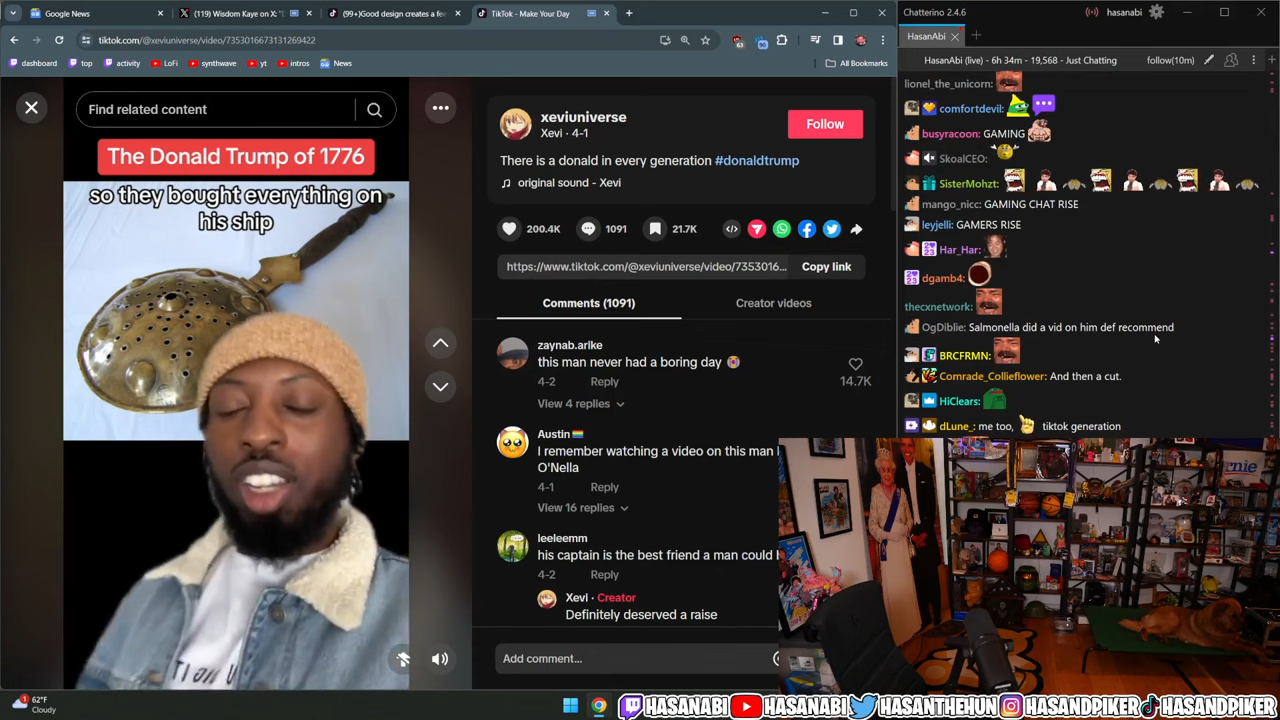 Google News
(119) Wisdom Kaye on X: "I
(99+)Good design creates a fee
TikTok - Make Your Day
tiktok.com/@xeviuniverse/video/7353016673131269422
dashboard
top
activity
LoFi
synthwave
yt
intros
News
All Bookmarks
Find related content
The Donald Trump of 1776
so they bought everything on
his ship
xeviuniverse
Xevi · 4-1
Follow
There is a donald in every generation #donaldtrump
original sound - Xevi
200.4K
1091
21.7K
https://www.tiktok.com/@xeviuniverse/video/7353016...
Copy link
Comments (1091)
Creator videos
zaynab.arlke
this man never had a boring day
4-2
Reply
14.7K
View 4 replies
Austin
I remember watching a video on this man
O'Nella
4-1
Reply
View 16 replies
leeleemm
his captain is the best friend a man could
4-2
Reply
Xevi · Creator
Definitely deserved a raise
Add comment...
62°F
Cloudy
Chatterino 2.4.6
hasanabi
HasanAbi
HasanAbi (live) - 6h 34m - 19,568 - Just Chatting
follow(10m)
lionel_the_unicorn:
comfortdevil:
busyracoon: GAMING
SkoalCEO:
SisterMohzt:
mango_nicc: GAMING CHAT RISE
leyjelli: GAMERS RISE
Har_Har:
dgamb4:
thecxnetwork:
OgDiblie: Salmonella did a vid on him def recommend
BRCFRMN:
Comrade_Collieflower: And then a cut.
HiClears:
dLune_: me too, tiktok generation
HASANABI
HASANABI
HASANTHEHUN
HASANDPIKER
HASANDPIKER